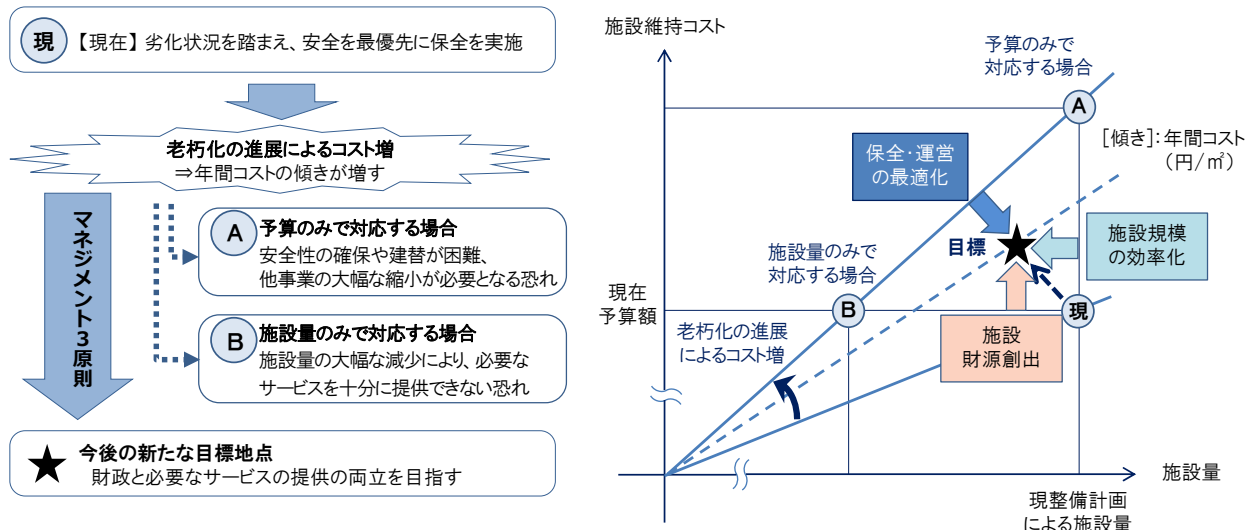 現 【現在】 劣化状況を踏まえ、安全を最優先に保全を実施
老朽化の進展によるコスト増
⇒年間コストの傾きが増す
マネジメント3原則
A 予算のみで対応する場合
安全性の確保や建替が困難、
他事業の大幅な縮小が必要となる恐れ
B 施設量のみで対応する場合
施設量の大幅な減少により、必要な
サービスを十分に提供できない恐れ
★ 今後の新たな目標地点
財政と必要なサービスの提供の両立を目指す
施設維持コスト
予算のみで
対応する場合
A
[傾き]:年間コスト
(円/㎡)
保全・運営
の最適化
目標
施設規模
の効率化
施設量のみで
対応する場合
現在
予算額
B
現
老朽化の進展
によるコスト増
施設
財源創出
施設量
現整備計画
による施設量